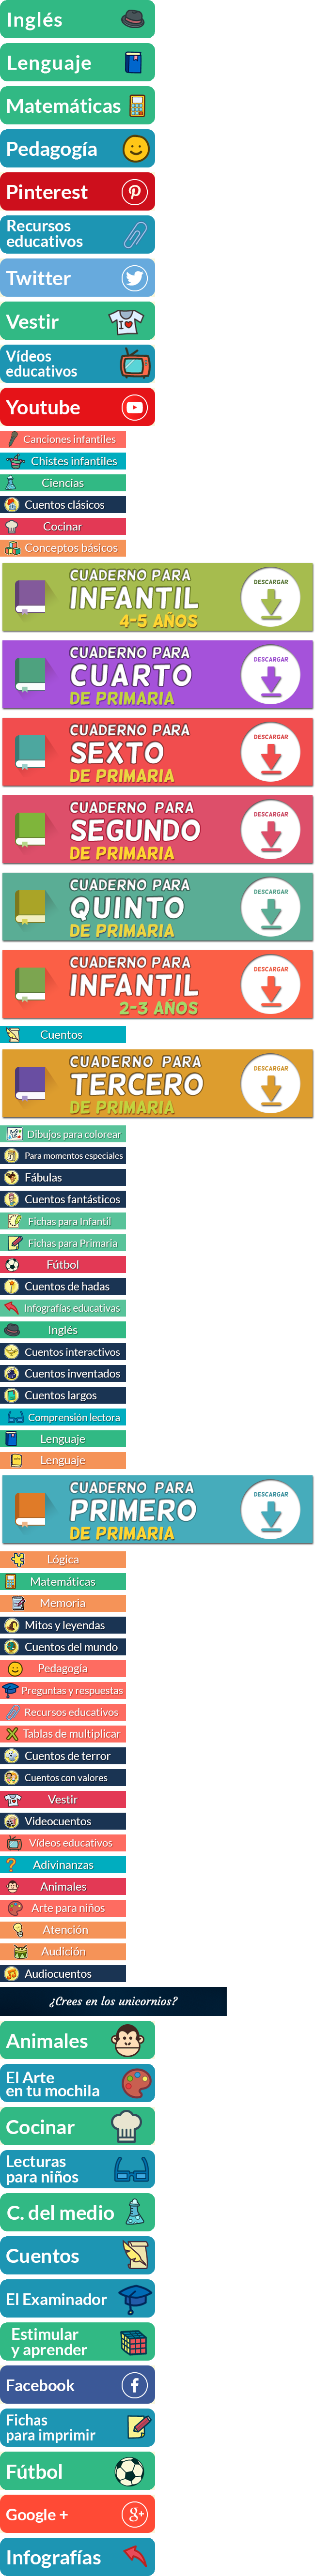 Inglés
Lenguaje
Matemáticas
Pedagogía
Pinterest
Recursos
educativos
Twitter
Vestir
Vídeos
educativos
Youtube
Canciones infantiles
Chistes infantiles
Ciencias
Cuentos clásicos
Cocinar
Conceptos básicos
CUADERNO PARA
INFANTIL
4-5 AÑOS
DESCARGAR
CUADERNO PARA
CUARTO
DE PRIMARIA
DESCARGAR
CUADERNO PARA
SEXTO
DE PRIMARIA
DESCARGAR
CUADERNO PARA
SEGUNDO
DE PRIMARIA
DESCARGAR
CUADERNO PARA
QUINTO
DE PRIMARIA
DESCARGAR
CUADERNO PARA
INFANTIL
2-3 AÑOS
DESCARGAR
Cuentos
CUADERNO PARA
TERCERO
DE PRIMARIA
DESCARGAR
Dibujos para colorear
Para momentos especiales
Fábulas
Cuentos fantásticos
Fichas para Infantil
Fichas para Primaria
Fútbol
Cuentos de hadas
Infografías educativas
Inglés
Cuentos interactivos
Cuentos inventados
Cuentos largos
Comprensión lectora
Lenguaje
Lenguaje
CUADERNO PARA
PRIMERO
DE PRIMARIA
DESCARGAR
Lógica
Matemáticas
Memoria
Mitos y leyendas
Cuentos del mundo
Pedagogía
Preguntas y respuestas
Recursos educativos
Tablas de multiplicar
Cuentos de terror
Cuentos con valores
Vestir
Videocuentos
Vídeos educativos
Adivinanzas
Animales
Arte para niños
Atención
Audición
Audiocuentos
¿Crees en los unicornios?
Animales
El Arte
en tu mochila
Cocinar
Lecturas
para niños
C. del medio
Cuentos
El Examinador
Estimular
y aprender
Facebook
Fichas
para imprimir
Fútbol
Google +
Infografías